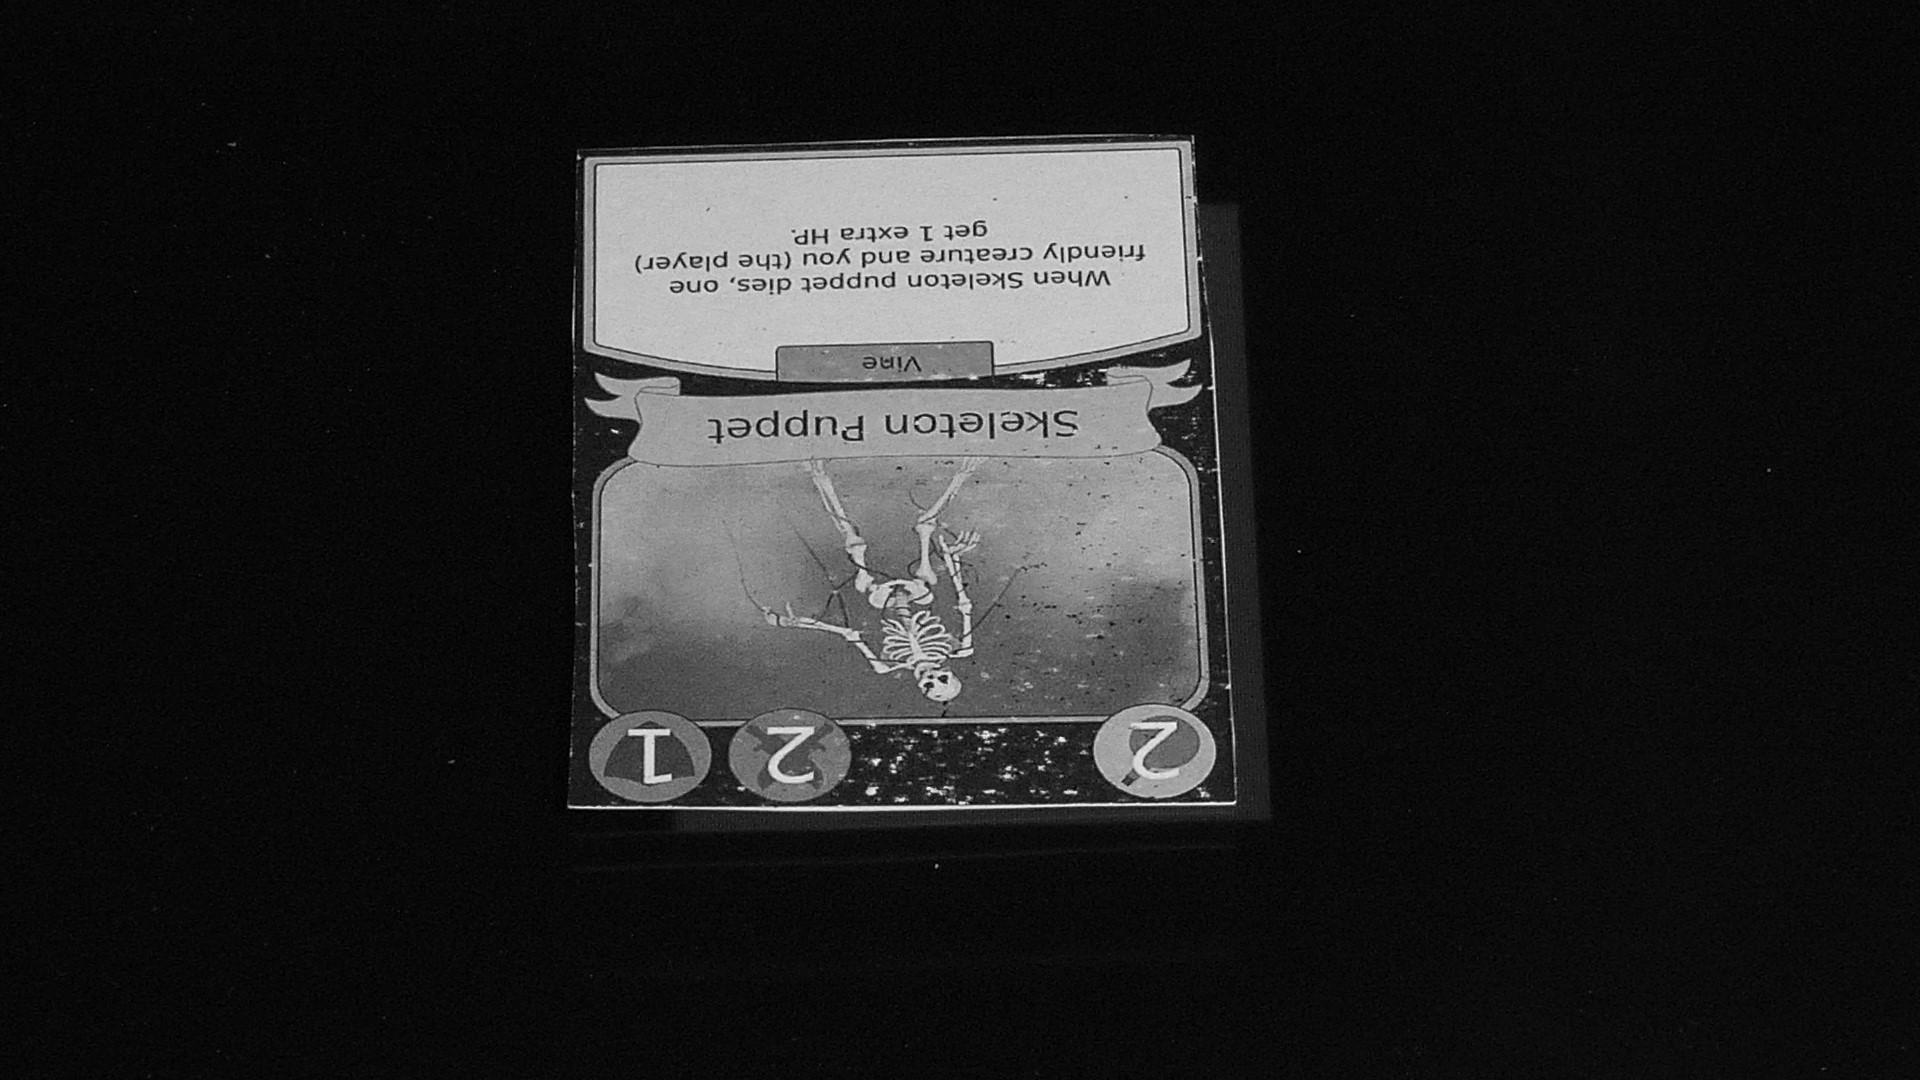 2
2
1
Skeleton Puppet
Vine
When Skeleton puppet dies, one
friendly creature and you (the player)
get 1 extra HP.